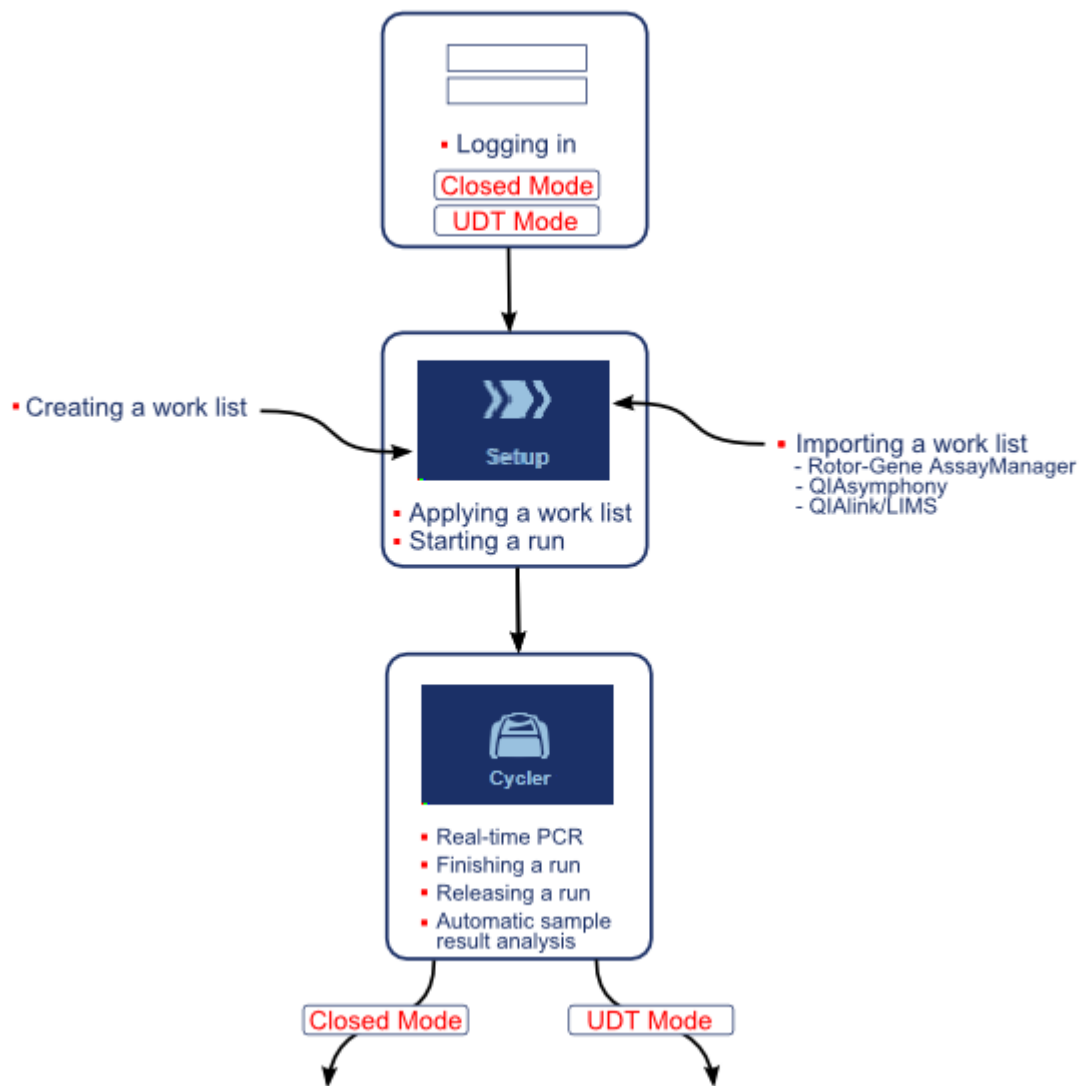 Logging in
Closed Mode
UDT Mode
Creating a work list
Setup
Importing a work list
- Rotor-Gene AssayManager
- QIAsymphony
- QIAlink/LIMS
Applying a work list
Starting a run
Cycler
Real-time PCR
Finishing a run
Releasing a run
Automatic sample
result analysis
Closed Mode
UDT Mode